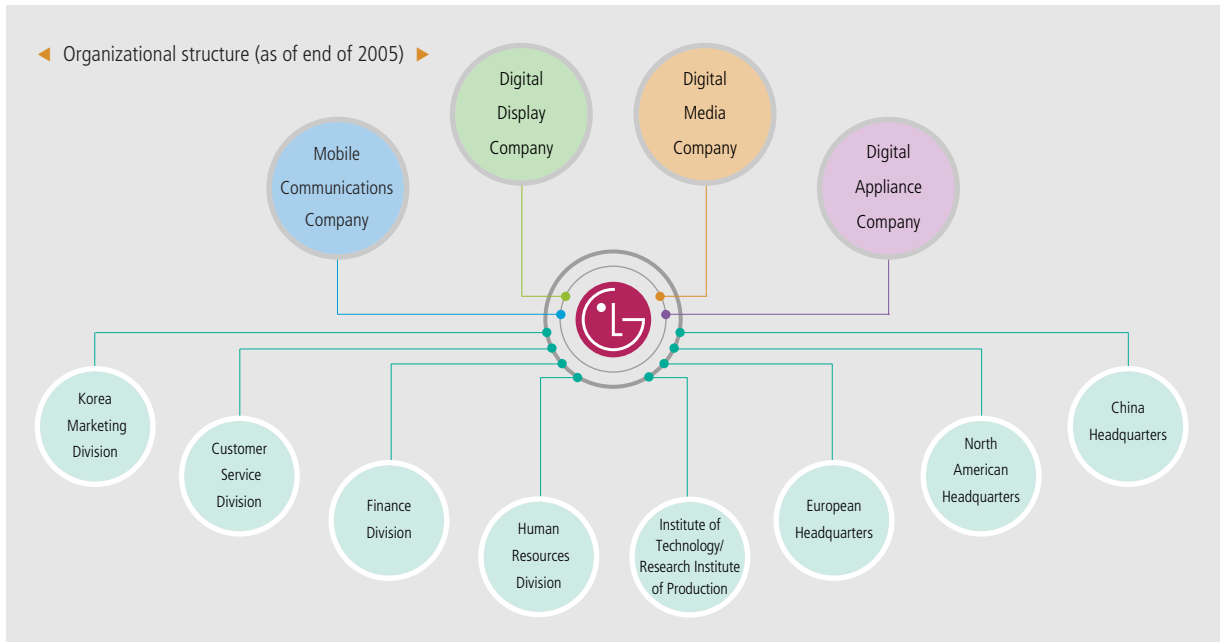 Organizational structure (as of end of 2005)
Digital
Display
Company
Digital
Media
Company
Mobile
Communications
Company
Digital
Appliance
Company
LG
Korea
Marketing
Division
Customer
Service
Division
Finance
Division
Human
Resources
Division
Institute of
Technology/
Research Institute
of Production
European
Headquarters
North
American
Headquarters
China
Headquarters